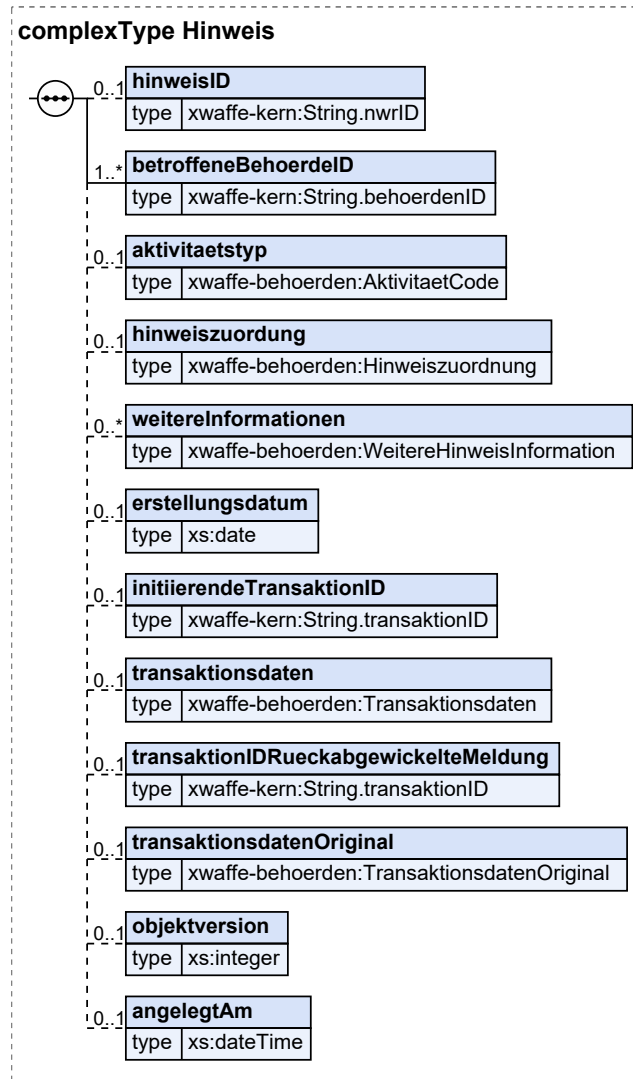 complexType Hinweis
0..1 hinweisID
type xwaffe-kern:String.nwrID
1..* betroffeneBehoerdeID
type xwaffe-kern:String.behoerdenID
0..1 aktivitaetstyp
type xwaffe-behoerden:AktivitaetCode
0..1 hinweiszuordung
type xwaffe-behoerden:Hinweiszuordnung
0..* weitereInformationen
type xwaffe-behoerden:WeitereHinweisInformation
0..1 erstellungsdatum
type xs:date
0..1 initiierendeTransaktionID
type xwaffe-kern:String.transaktionID
0..1 transaktionsdaten
type xwaffe-behoerden:Transaktionsdaten
0..1 transaktionIDRueckabgewickelteMeldung
type xwaffe-kern:String.transaktionID
0..1 transaktionsdatenOriginal
type xwaffe-behoerden:TransaktionsdatenOriginal
0..1 objektversion
type xs:integer
0..1 angelegtAm
type xs:dateTime